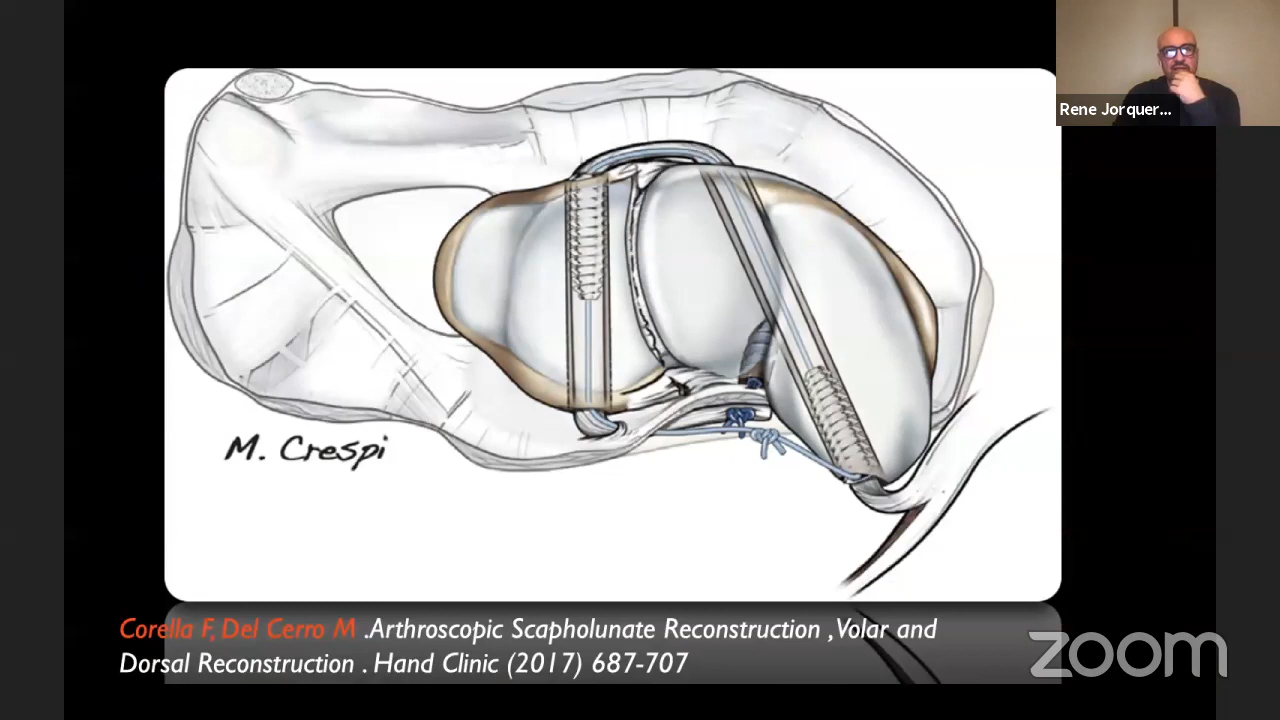 Rene Jorquer...
M. Crespi
Corella F, Del Cerro M .Arthroscopic Scapholunate Reconstruction ,Volar and
Dorsal Reconstruction . Hand Clinic (2017) 687-707
zoom